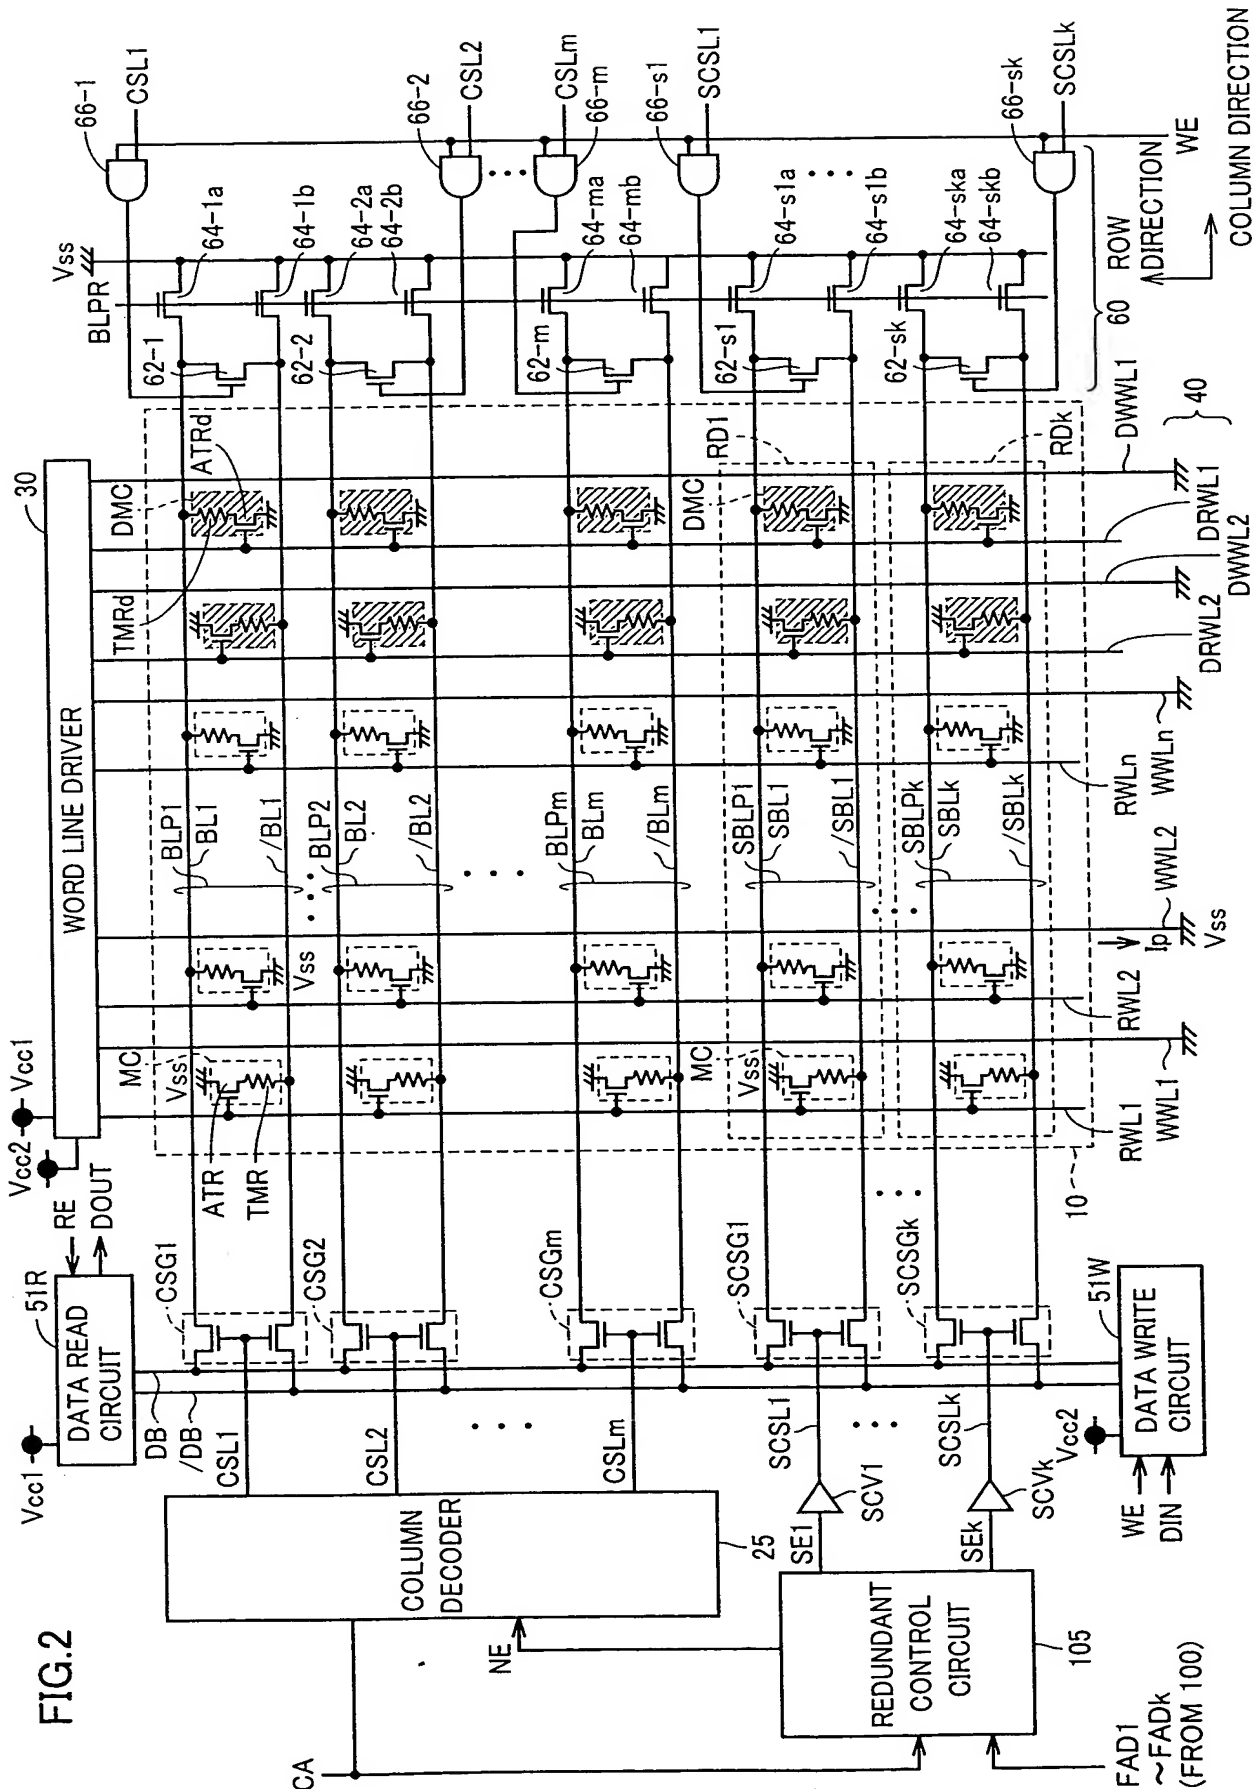 FIG.2
CA
COLUMN
DECODER
25
NE
REDUNDANT
CONTROL
CIRCUIT
105
FAD1
~FADk
(FROM 100)
Vcc1
51R
DATA READ
CIRCUIT
RE
DOUT
DB
/DB
CSL1
CSL2
CSLm
SE1
SCV1
SCSL1
SEk
SCVk
SCSLk
Vcc2
WE
DIN
51W
DATA WRITE
CIRCUIT
CSG1
CSG2
CSGm
SCSG1
SCSGk
Vcc2
Vcc1
30
WORD LINE DRIVER
MC
Vss
ATR
TMR
Vss
MC
Vss
10
RWL1
WWL1
RWL2
Ip
WWL2
Vss
BLP1
BL1
/BL1
BLP2
BL2
/BL2
BLPm
BLm
/BLm
SBLP1
SBL1
/SBL1
SBLPk
SBLk
/SBLk
RWLn
WWLn
TMRd
DMC
ATRd
DMC
RD1
RDk
DRWL2
DWWL2
DRWL1
DWWL1
40
BLPR
Vss
62-1
62-2
62-m
62-s1
62-sk
64-1a
64-1b
64-2a
64-2b
64-ma
64-mb
64-s1a
64-s1b
64-ska
64-skb
66-1
CSL1
66-2
CSL2
CSLm
66-m
66-s1
SCSL1
66-sk
SCSLk
WE
60
ROW
DIRECTION
COLUMN DIRECTION